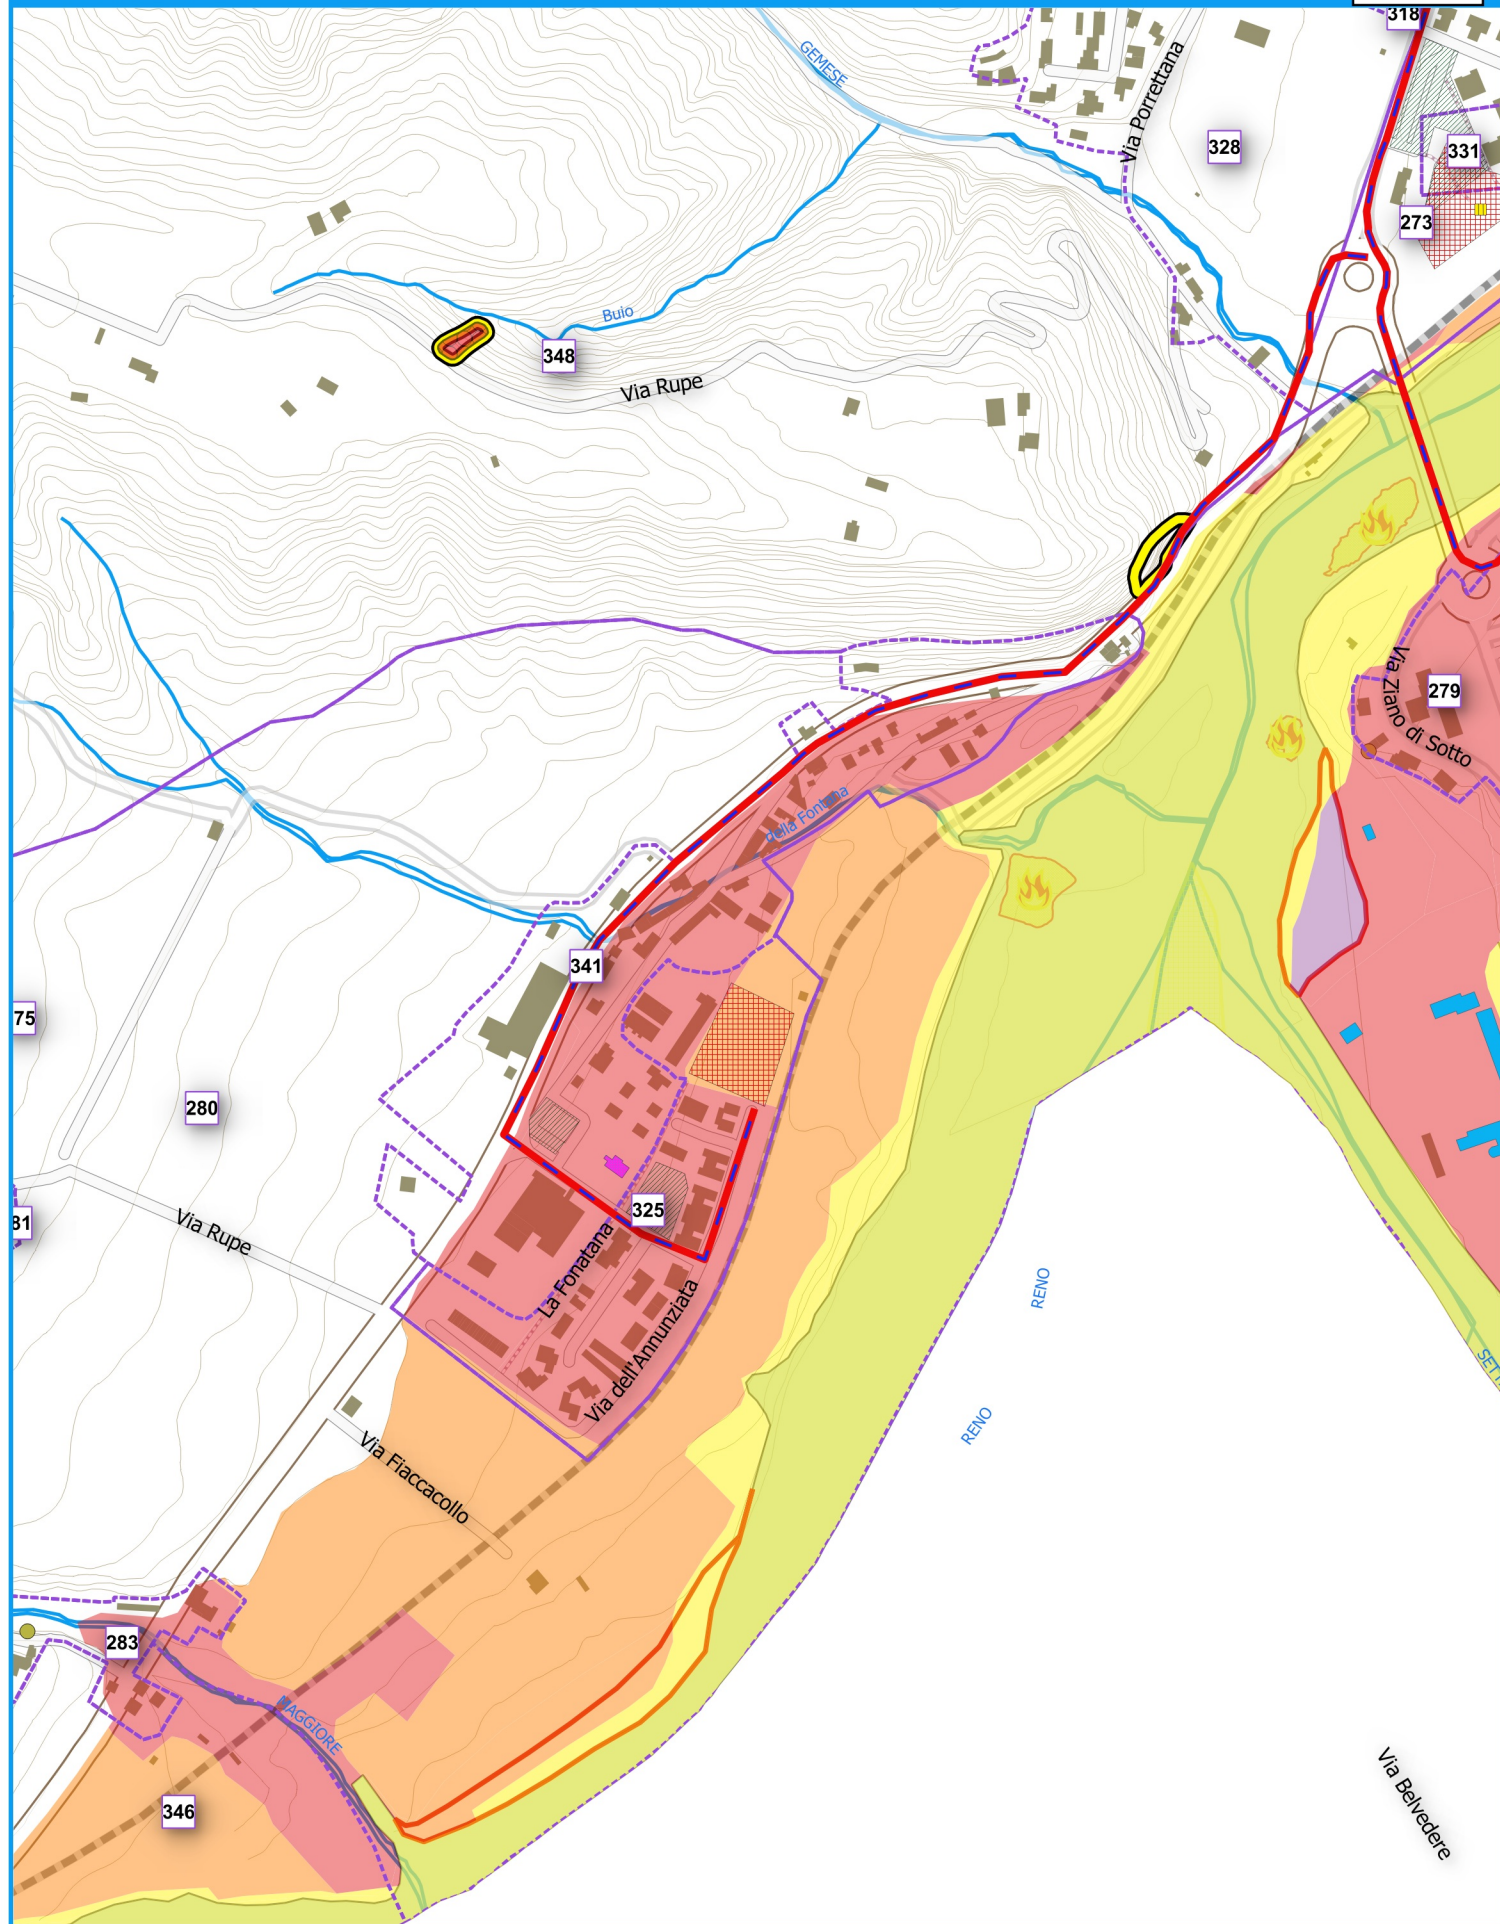 318
GEMESE
Via Porrettana
328
331
273
Buio
348
Via Rupe
Via Ziano di Sotto
279
della Fontana
341
75
280
325
81
Via Rupe
La Fonatana
RENO
Via dell'Annunziata
SETT
RENO
Via Fiaccacollo
283
MAGGIORE
346
Via Belvedere